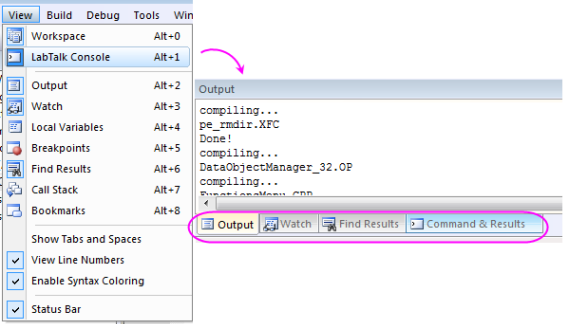 View Build Debug Tools Win
Workspace Alt+0
LabTalk Console Alt+1
Output Alt+2
Watch Alt+3
Local Variables Alt+4
Breakpoints Alt+5
Find Results Alt+6
Call Stack Alt+7
Bookmarks Alt+8
Show Tabs and Spaces
View Line Numbers
Enable Syntax Coloring
Status Bar
Output
compiling...
pe_rmdir.XFC
Done!
compiling...
DataObjectManager_32.OP
compiling...
Output Watch Find Results Command & Results